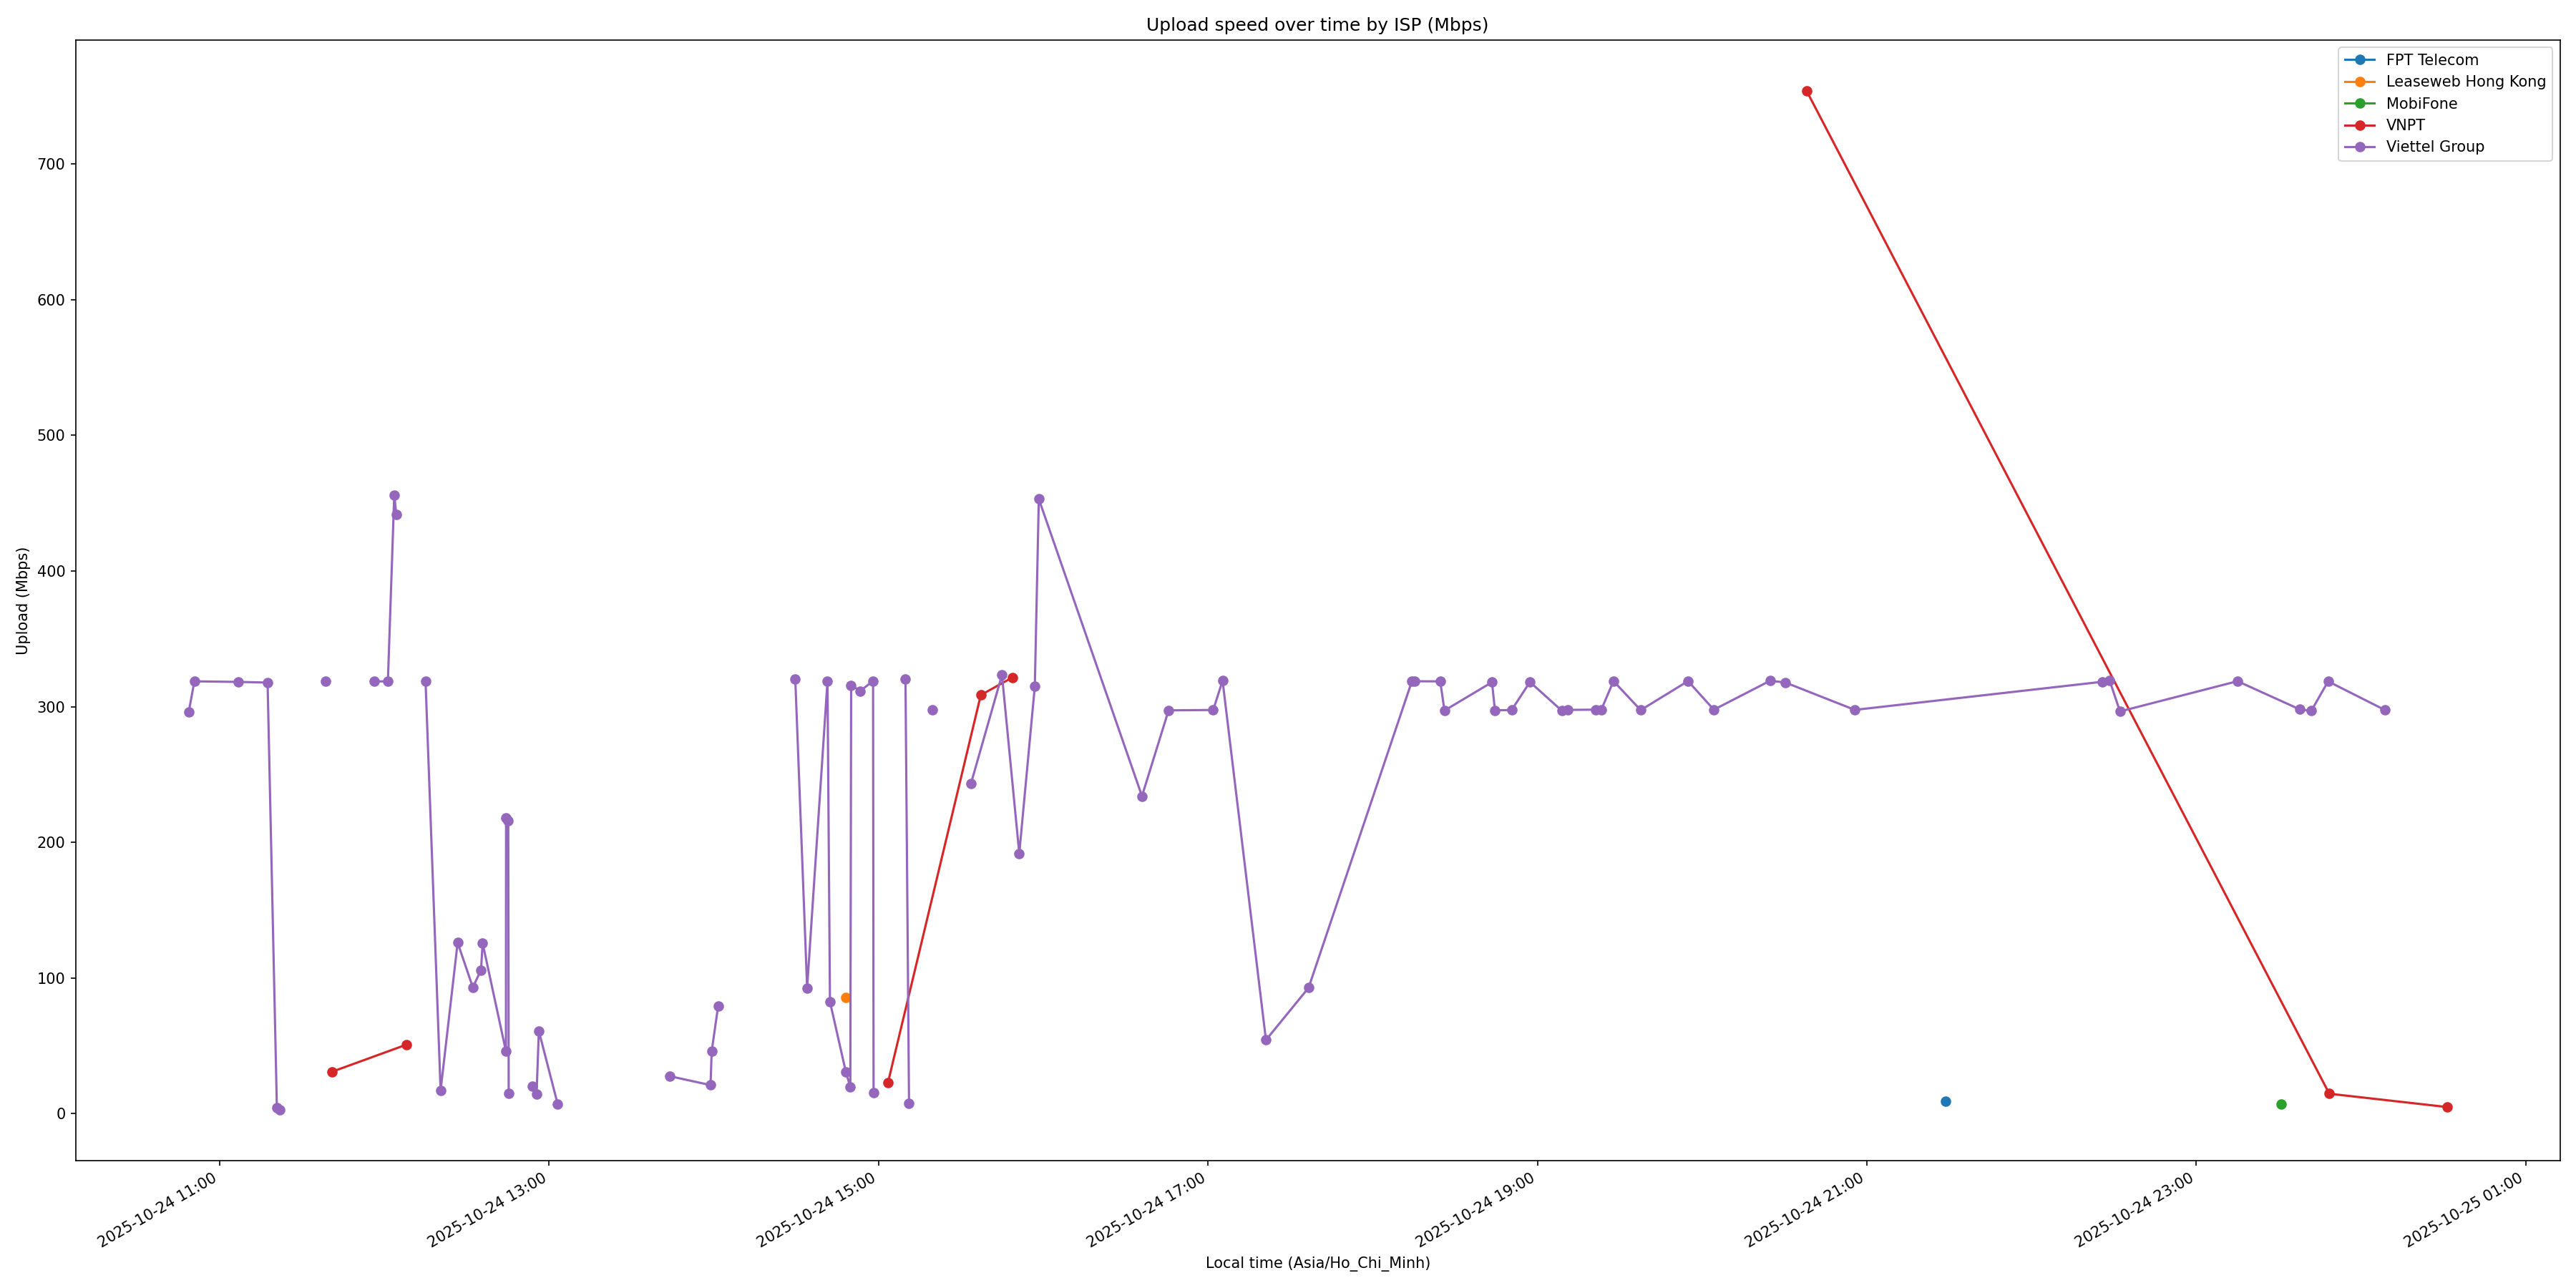 Upload speed over time by ISP (Mbps)
FPT Telecom
Leaseweb Hong Kong
MobiFone
VNPT
Viettel Group
Upload (Mbps)
700
600
500
400
300
200
100
0
2025-10-24 11:00
2025-10-24 13:00
2025-10-24 15:00
2025-10-24 17:00
2025-10-24 19:00
2025-10-24 21:00
2025-10-24 23:00
2025-10-25 01:00
Local time (Asia/Ho_Chi_Minh)